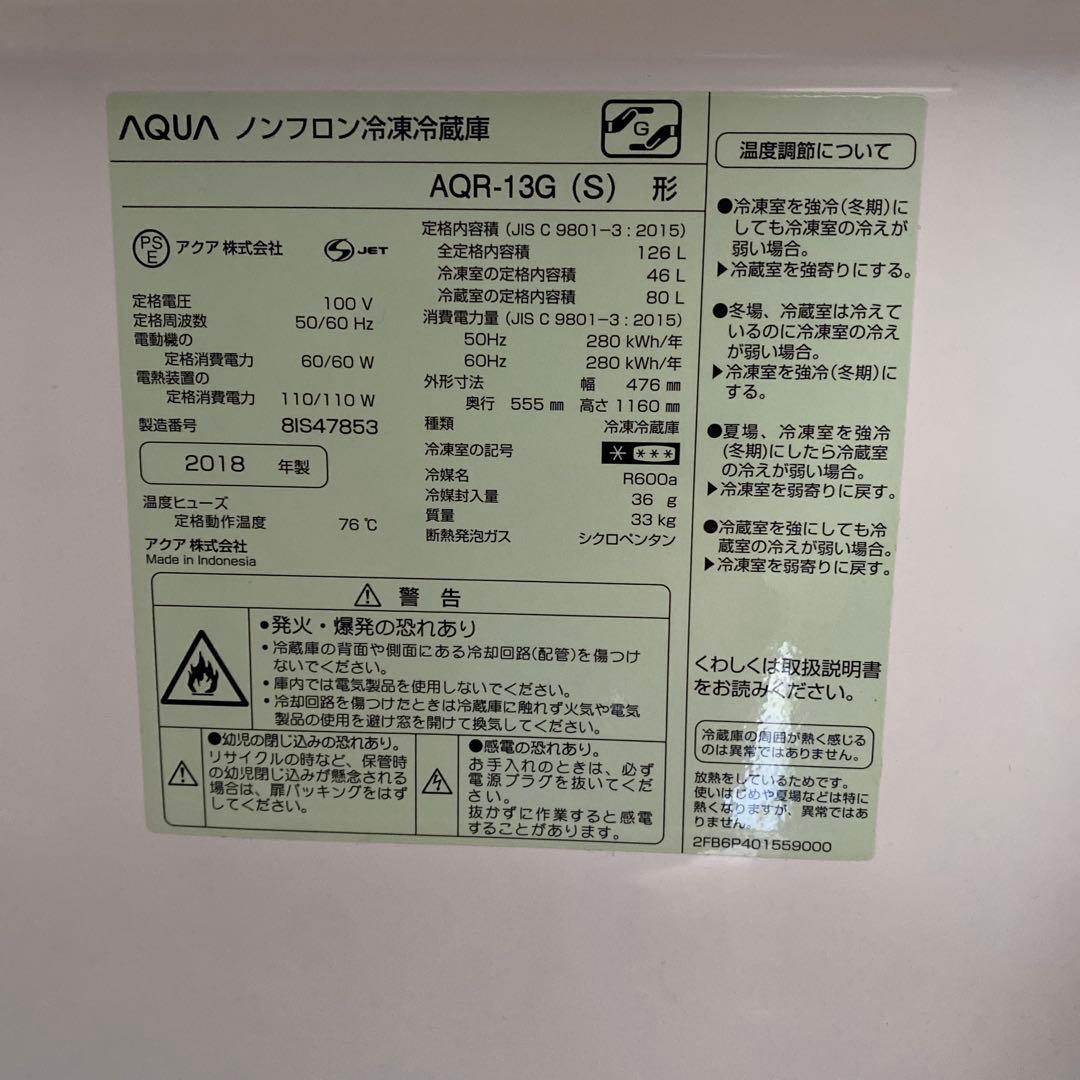 AQUA ノンフロン冷凍冷蔵庫
G
AQR-13G (S) 形
PS
E
アクア 株式会社
S JET
定格電圧 100 V
定格周波数 50/60 Hz
電動機の
定格消費電力 60/60 W
電熱装置の
定格消費電力 110/110 W
製造番号 8IS47853
2018 年製
温度ヒューズ
定格動作温度 76 ℃
アクア 株式会社
Made in Indonesia
定格内容積 (JIS C 9801-3 : 2015)
全定格内容積 126 L
冷凍室の定格内容積 46 L
冷蔵室の定格内容積 80 L
消費電力量 (JIS C 9801-3 : 2015)
50Hz 280 kWh/年
60Hz 280 kWh/年
外形寸法 幅 476 ㎜
奥行 555 ㎜ 高さ 1160 ㎜
種類 冷凍冷蔵庫
冷凍室の記号 * ***
冷媒名 R600a
冷媒封入量 36 g
質量 33 kg
断熱発泡ガス シクロペンタン
⚠ 警告
●発火・爆発の恐れあり
・冷蔵庫の背面や側面にある冷却回路(配管)を傷つけ
ないでください。
・庫内では電気製品を使用しないでください。
・冷却回路を傷つけたときは冷蔵庫に触れず火気や電気
製品の使用を避け窓を開けて換気してください。
●幼児の閉じ込みの恐れあり。
リサイクルの時など、保管時
の幼児閉じ込みが懸念される
場合は、扉パッキングをはず
してください。
●感電の恐れあり。
お手入れのときは、必ず
電源プラグを抜いてくだ
さい。
抜かずに作業すると感電
することがあります。
温度調節について
●冷凍室を強冷(冬期)に
しても冷凍室の冷えが
弱い場合。
▶冷蔵室を強寄りにする。
●冬場、冷蔵室は冷えて
いるのに冷凍室の冷え
が弱い場合。
▶冷凍室を強冷(冬期)に
する。
●夏場、冷凍室を強冷
(冬期)にしたら冷蔵室
の冷えが弱い場合。
▶冷凍室を弱寄りに戻す。
●冷蔵室を強にしても冷
蔵室の冷えが弱い場合。
▶冷凍室を弱寄りに戻す。
くわしくは取扱説明書
をお読みください。
冷蔵庫の周囲が熱く感じる
のは異常ではありません。
放熱をしているためです。
使いはじめや夏場などは特に
熱くなりますが、異常ではあ
りません。
2FB6P401559000